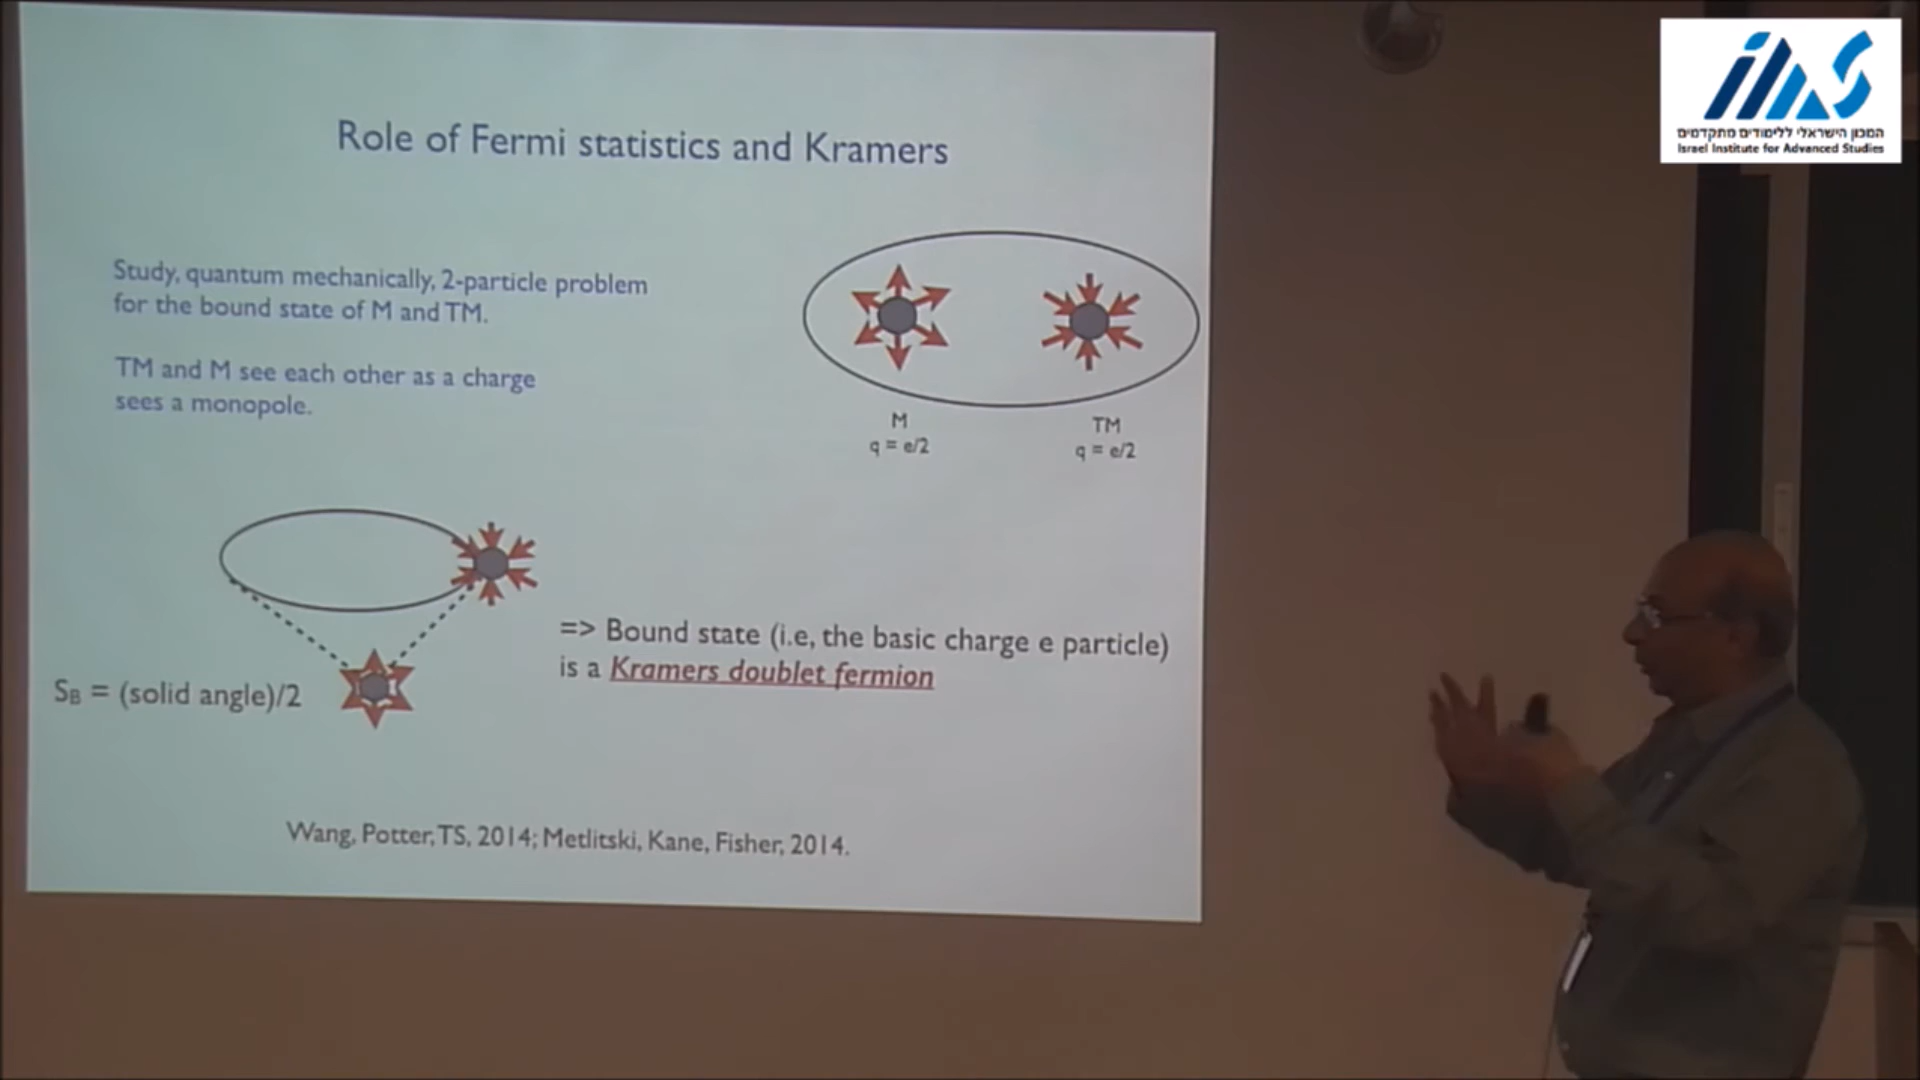 Role of Fermi statistics and Kramers
Study, quantum mechanically, 2-particle problem
for the bound state of M and TM.
TM and M see each other as a charge
sees a monopole.
M
q = e/2
TM
q = e/2
=> Bound state (i.e, the basic charge e particle)
is a Kramers doublet fermion
SB = (solid angle)/2
Wang, Potter, TS, 2014; Metlitski, Kane, Fisher, 2014.
IIAS
המכון הישראלי ללימודים מתקדמים
Israel Institute for Advanced Studies